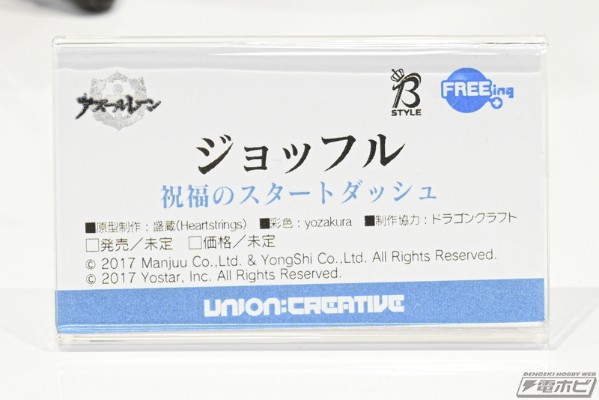 アズールレーン
B
STYLE
FREEing
ジョッフル
祝福のスタートダッシュ
■原型制作：盛蔵(Heartstrings) ■彩色：yozakura ■制作協力：ドラゴンクラフト
□発売／未定 □価格／未定
© 2017 Manjuu Co.,Ltd. & YongShi Co.,Ltd. All Rights Reserved.
© 2017 Yostar, Inc. All Rights Reserved.
UNION:CREATIVE
DENGEKI HOBBY WEB
電ホビ